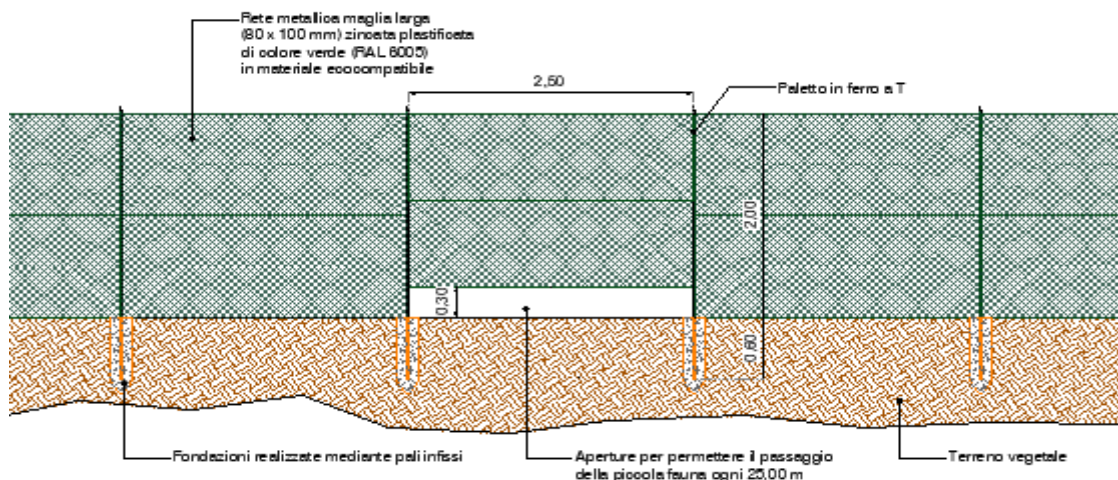 Rete metallica maglia larga
(80 x 100 mm) zincata plastificata
di colore verde (RAL 6005)
in materiale ecocompatibile
2,50
Paletto in ferro a T
2,00
0,30
0,60
Fondazioni realizzate mediante pali infissi
Aperture per permettere il passaggio
della piccola fauna ogni 25,00 m
Terreno vegetale